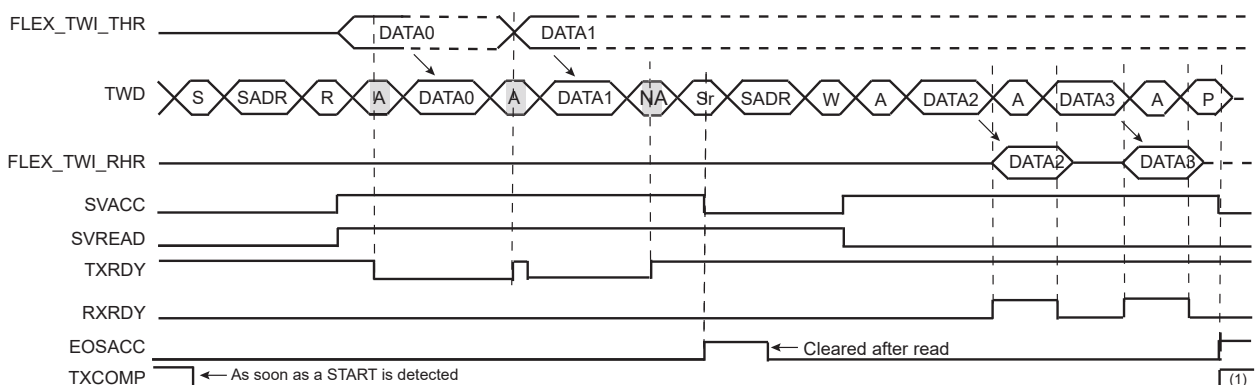 FLEX_TWI_THR DATA0 DATA1
TWD S SADR R A DATA0 A DATA1 NA Sr SADR W A DATA2 A DATA3 A P
FLEX_TWI_RHR DATA2 DATA3
SVACC
SVREAD
TXRDY
RXRDY
EOSACC Cleared after read
TXCOMP As soon as a START is detected (1)